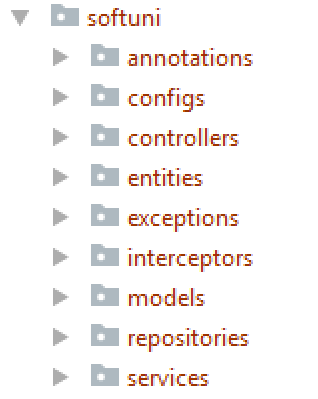 softuni
annotations
configs
controllers
entities
exceptions
interceptors
models
repositories
services